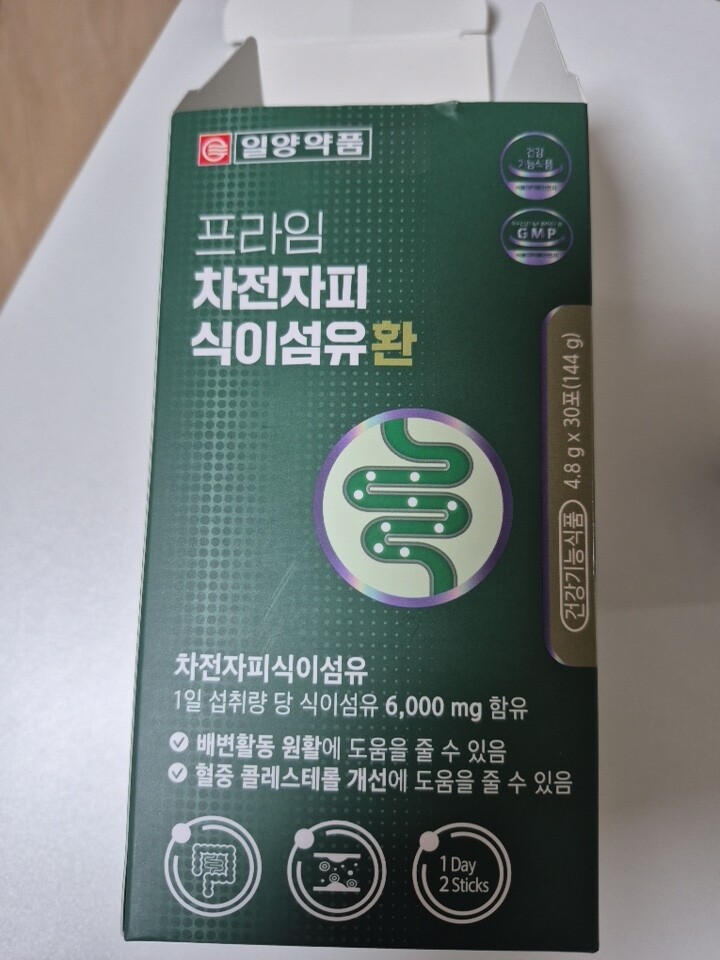 일양약품
건강
기능식품
GMP
프라임
차전자피
식이섬유환
건강기능식품 4.8 g x 30포(144 g)
차전자피식이섬유
1일 섭취량 당 식이섬유 6,000 mg 함유
배변활동 원활에 도움을 줄 수 있음
혈중 콜레스테롤 개선에 도움을 줄 수 있음
1 Day
2 Sticks